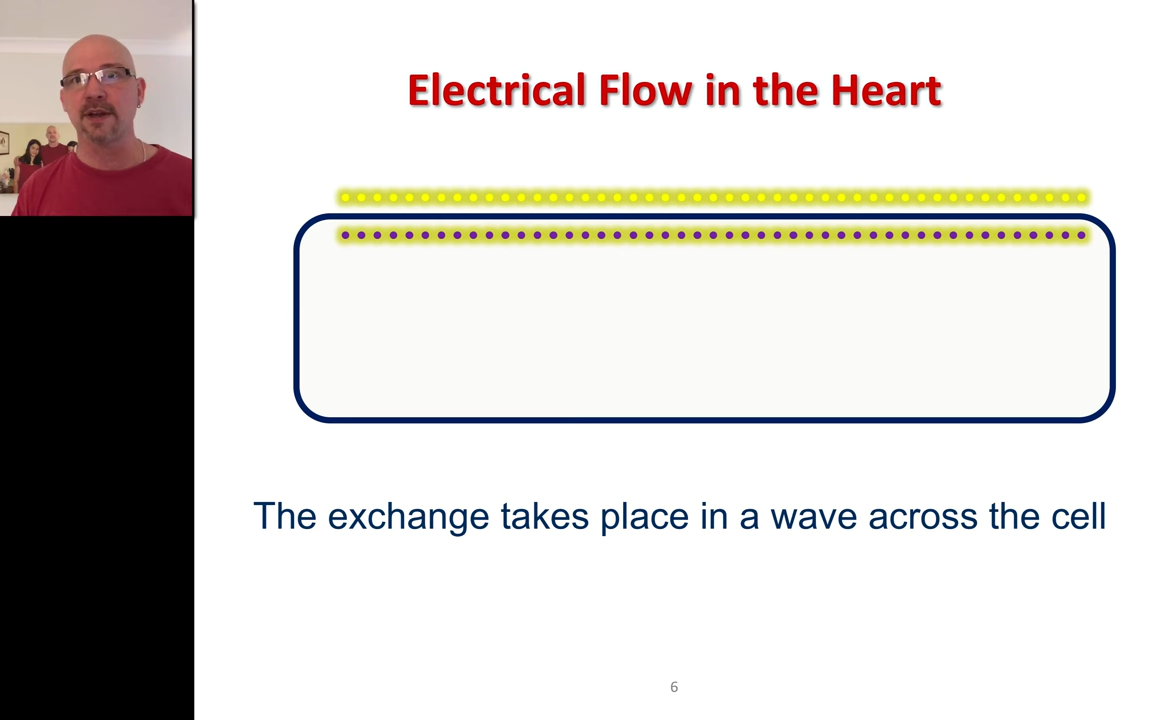 Electrical Flow in the Heart
The exchange takes place in a wave across the cell
6